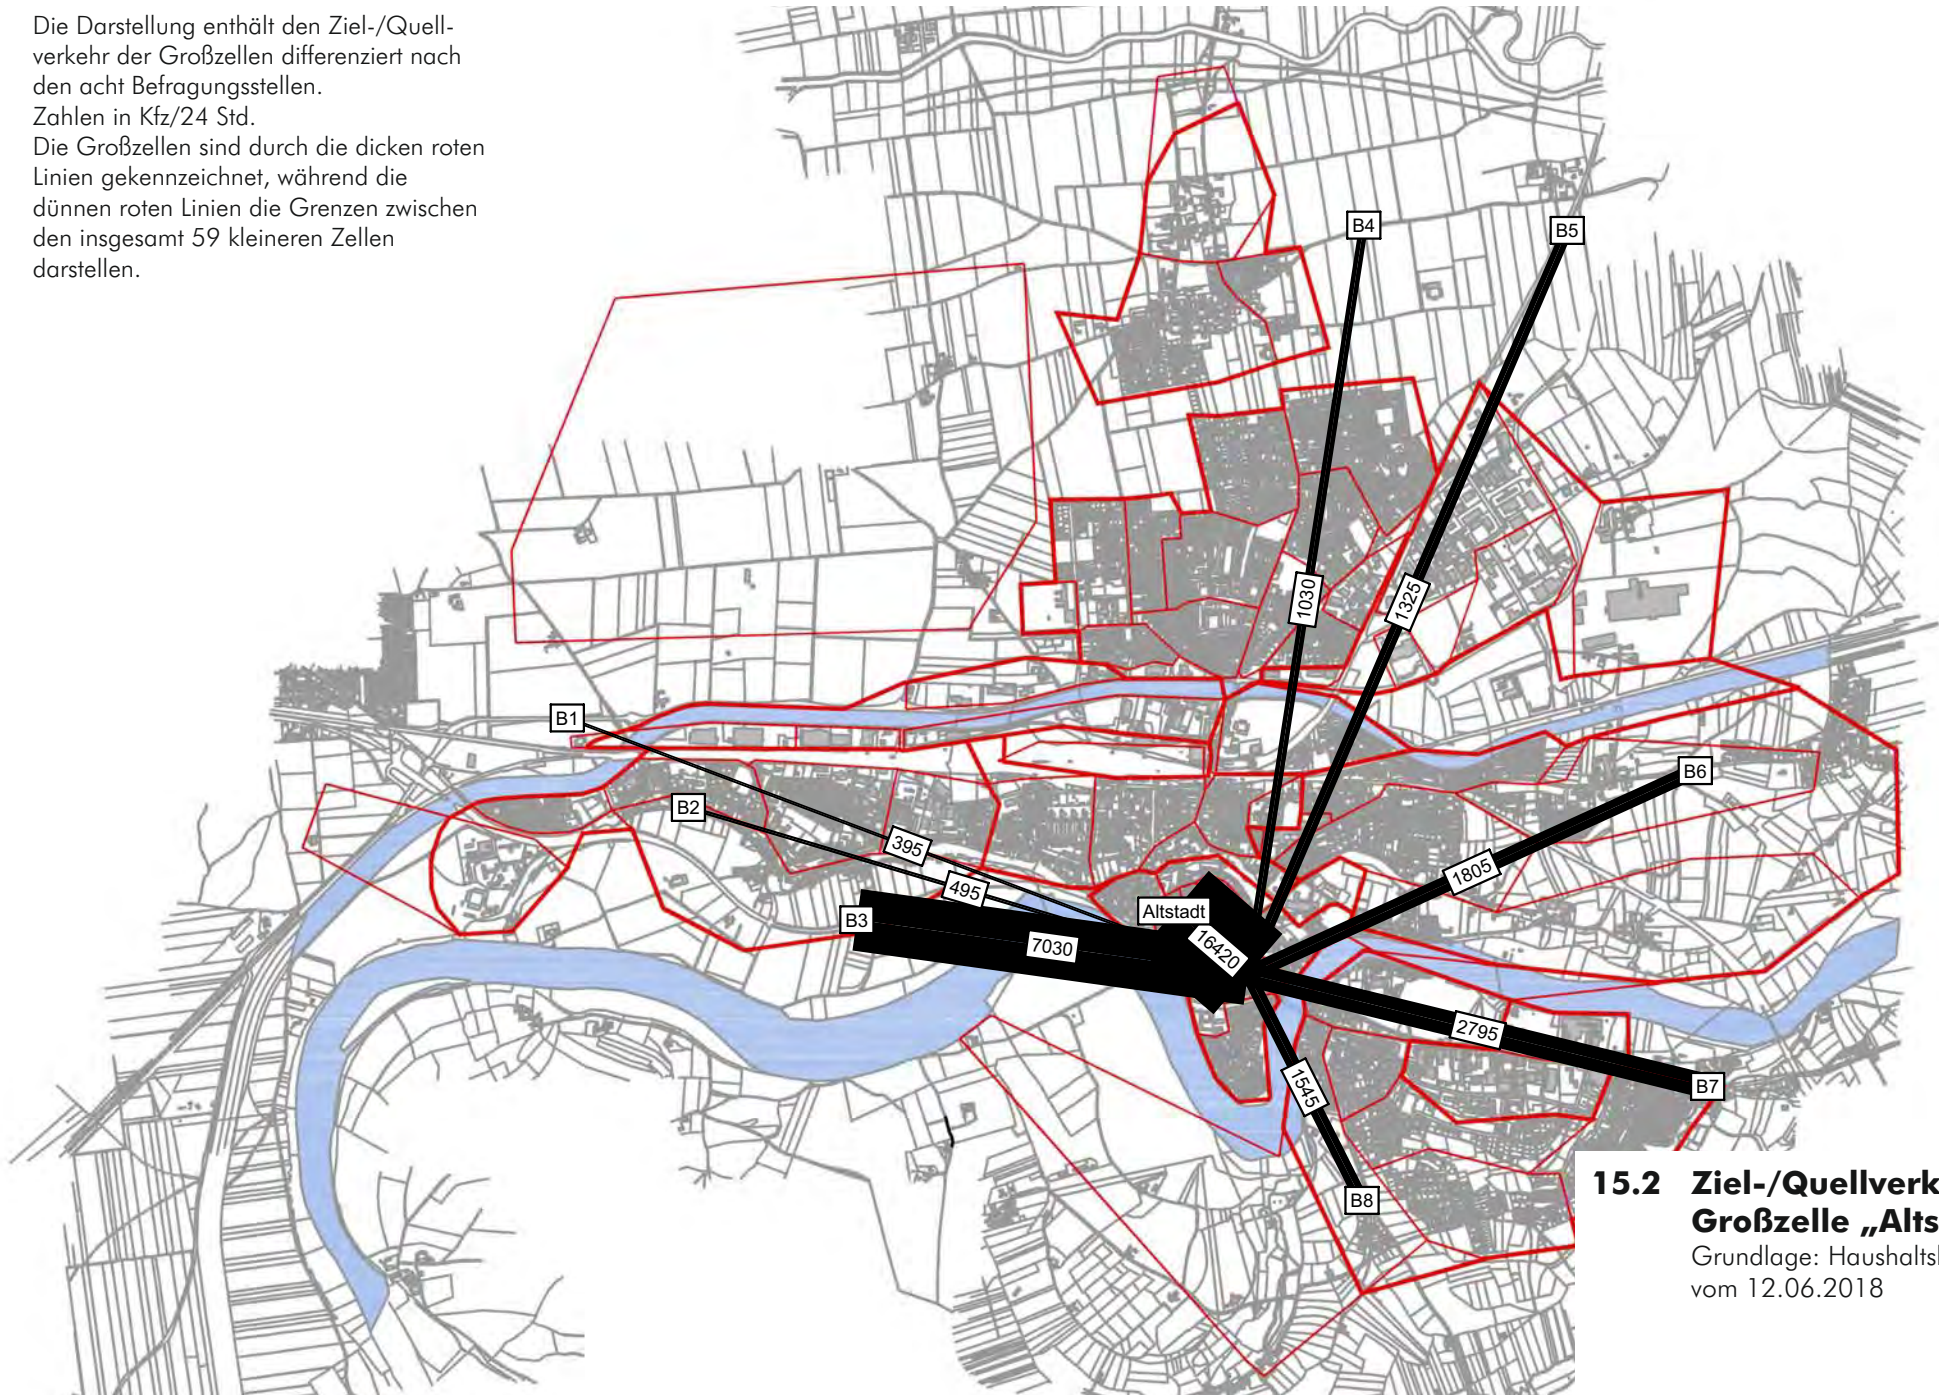 Die Darstellung enthält den Ziel-/Quell-
verkehr der Großzellen differenziert nach
den acht Befragungsstellen.
Zahlen in Kfz/24 Std.
Die Großzellen sind durch die dicken roten
Linien gekennzeichnet, während die
dünnen roten Linien die Grenzen zwischen
den insgesamt 59 kleineren Zellen
darstellen.
B4
B5
1030
1325
B1
B2
B6
395
495
1805
B3
Altstadt
7030
16420
2795
1545
B7
B8
15.2 Ziel-/Quellverk
Großzelle „Alts
Grundlage: Haushalts
vom 12.06.2018